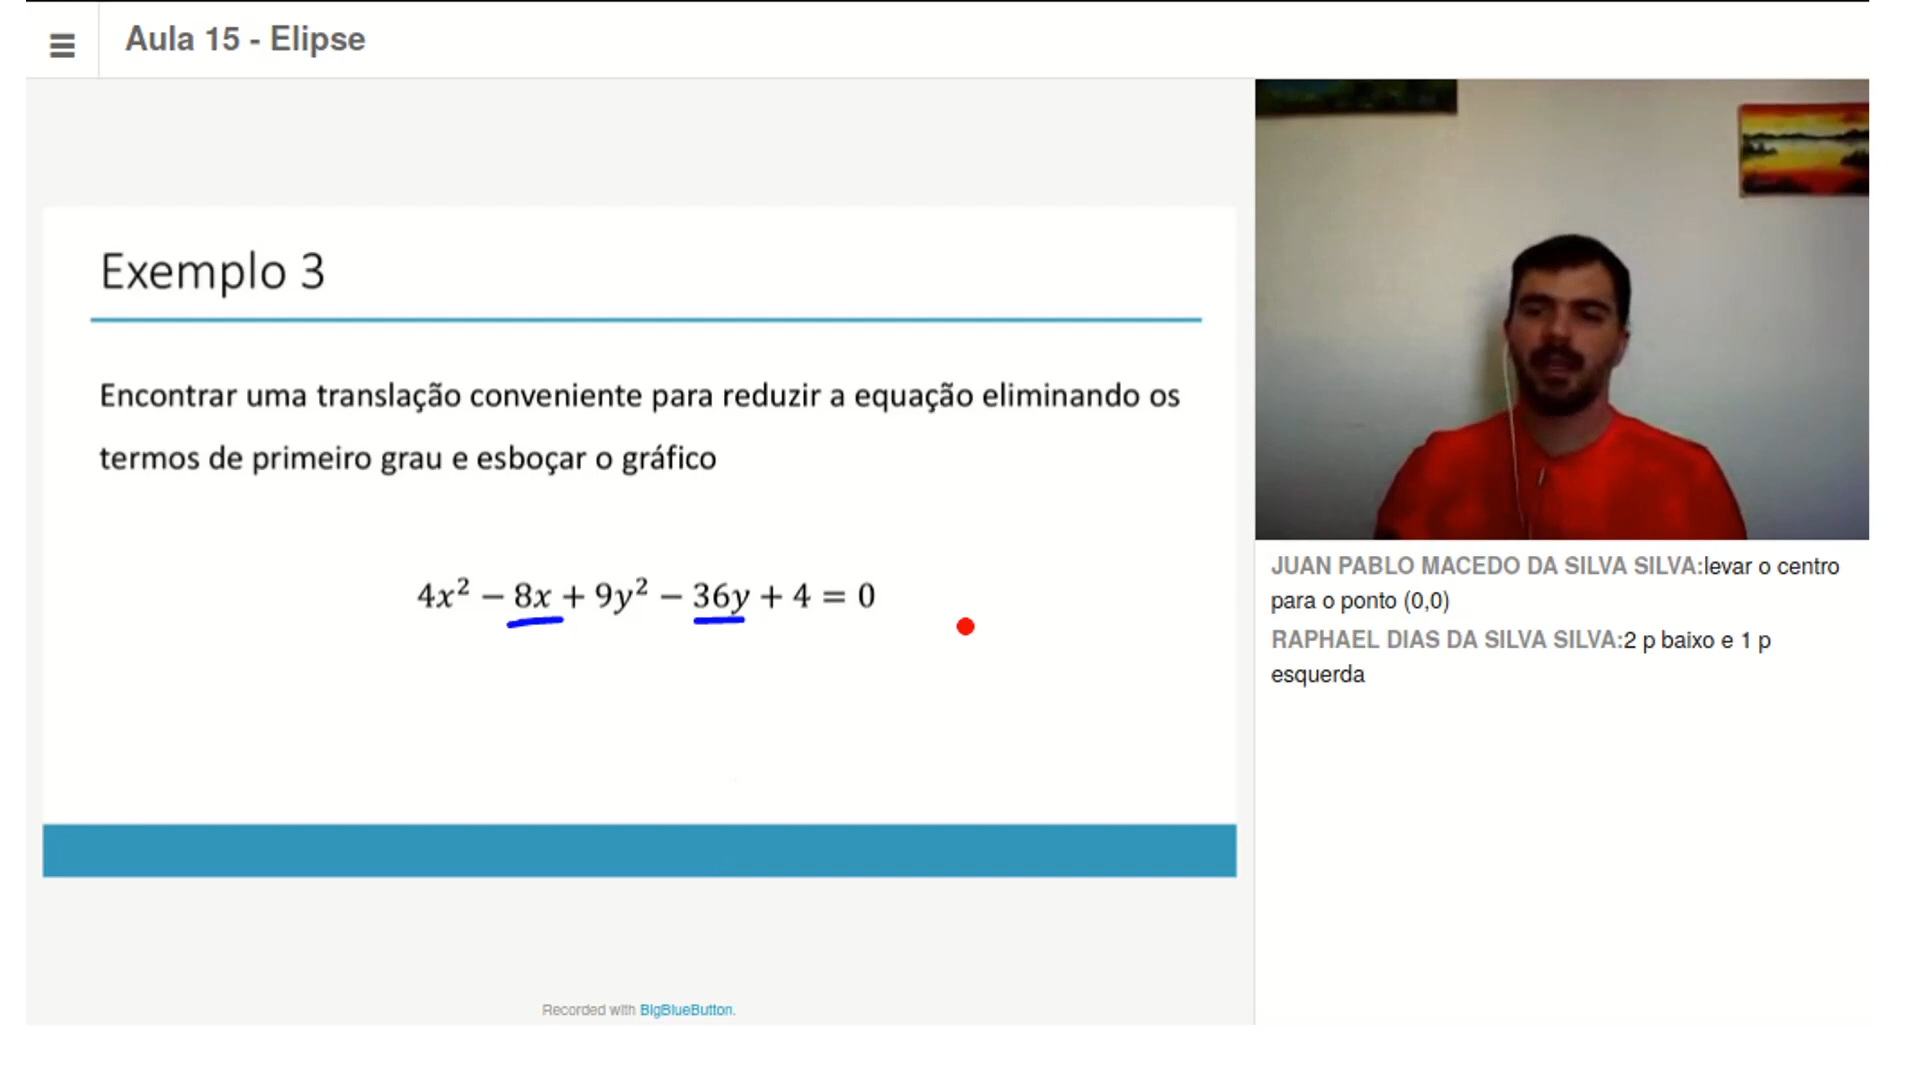 Aula 15 - Elipse
Exemplo 3
Encontrar uma translação conveniente para reduzir a equação eliminando os
termos de primeiro grau e esboçar o gráfico
4x² − 8x + 9y² − 36y + 4 = 0
Recorded with BigBlueButton.
JUAN PABLO MACEDO DA SILVA SILVA:levar o centro
para o ponto (0,0)
RAPHAEL DIAS DA SILVA SILVA:2 p baixo e 1 p
esquerda